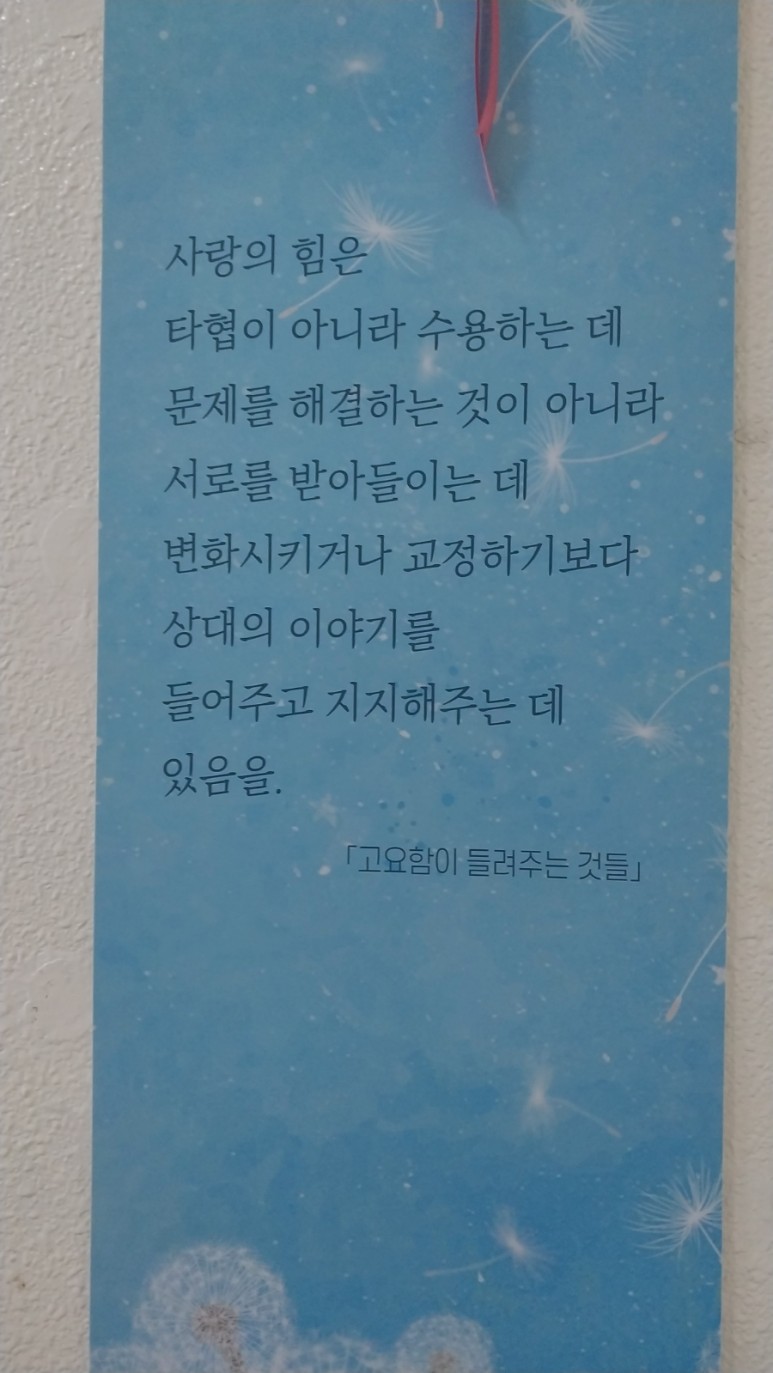 사랑의 힘은
타협이 아니라 수용하는 데
문제를 해결하는 것이 아니라
서로를 받아들이는 데
변화시키거나 교정하기보다
상대의 이야기를
들어주고 지지해주는 데
있음을.
「고요함이 들려주는 것들」